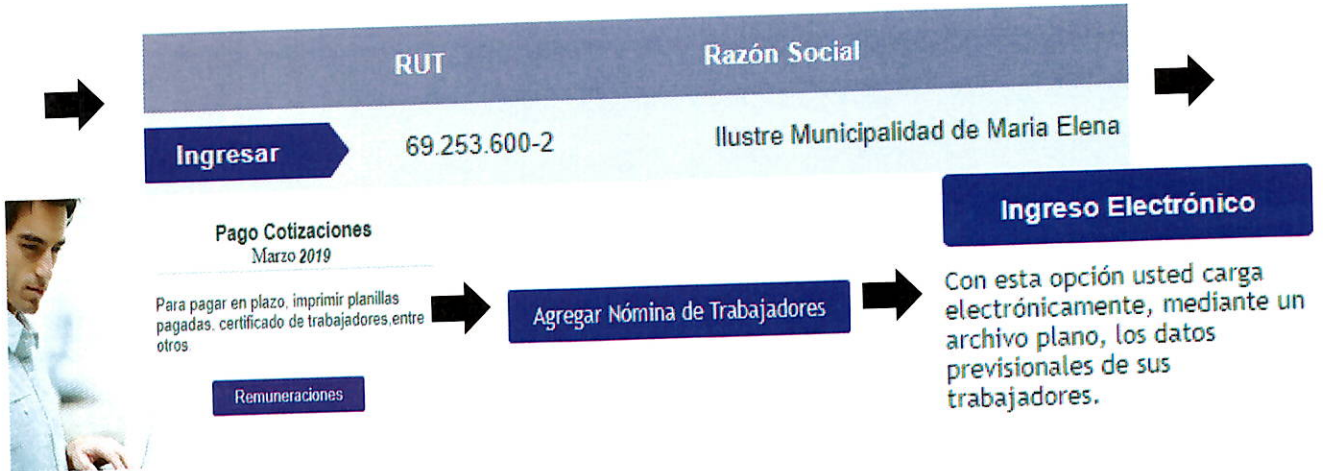 RUT Razón Social
Ingresar 69.253.600-2 Ilustre Municipalidad de Maria Elena
Pago Cotizaciones
Marzo 2019
Para pagar en plazo, imprimir planillas
pagadas, certificado de trabajadores,entre
otros
Remuneraciones
Agregar Nómina de Trabajadores
Ingreso Electrónico
Con esta opción usted carga
electrónicamente, mediante un
archivo plano, los datos
previsionales de sus
trabajadores.